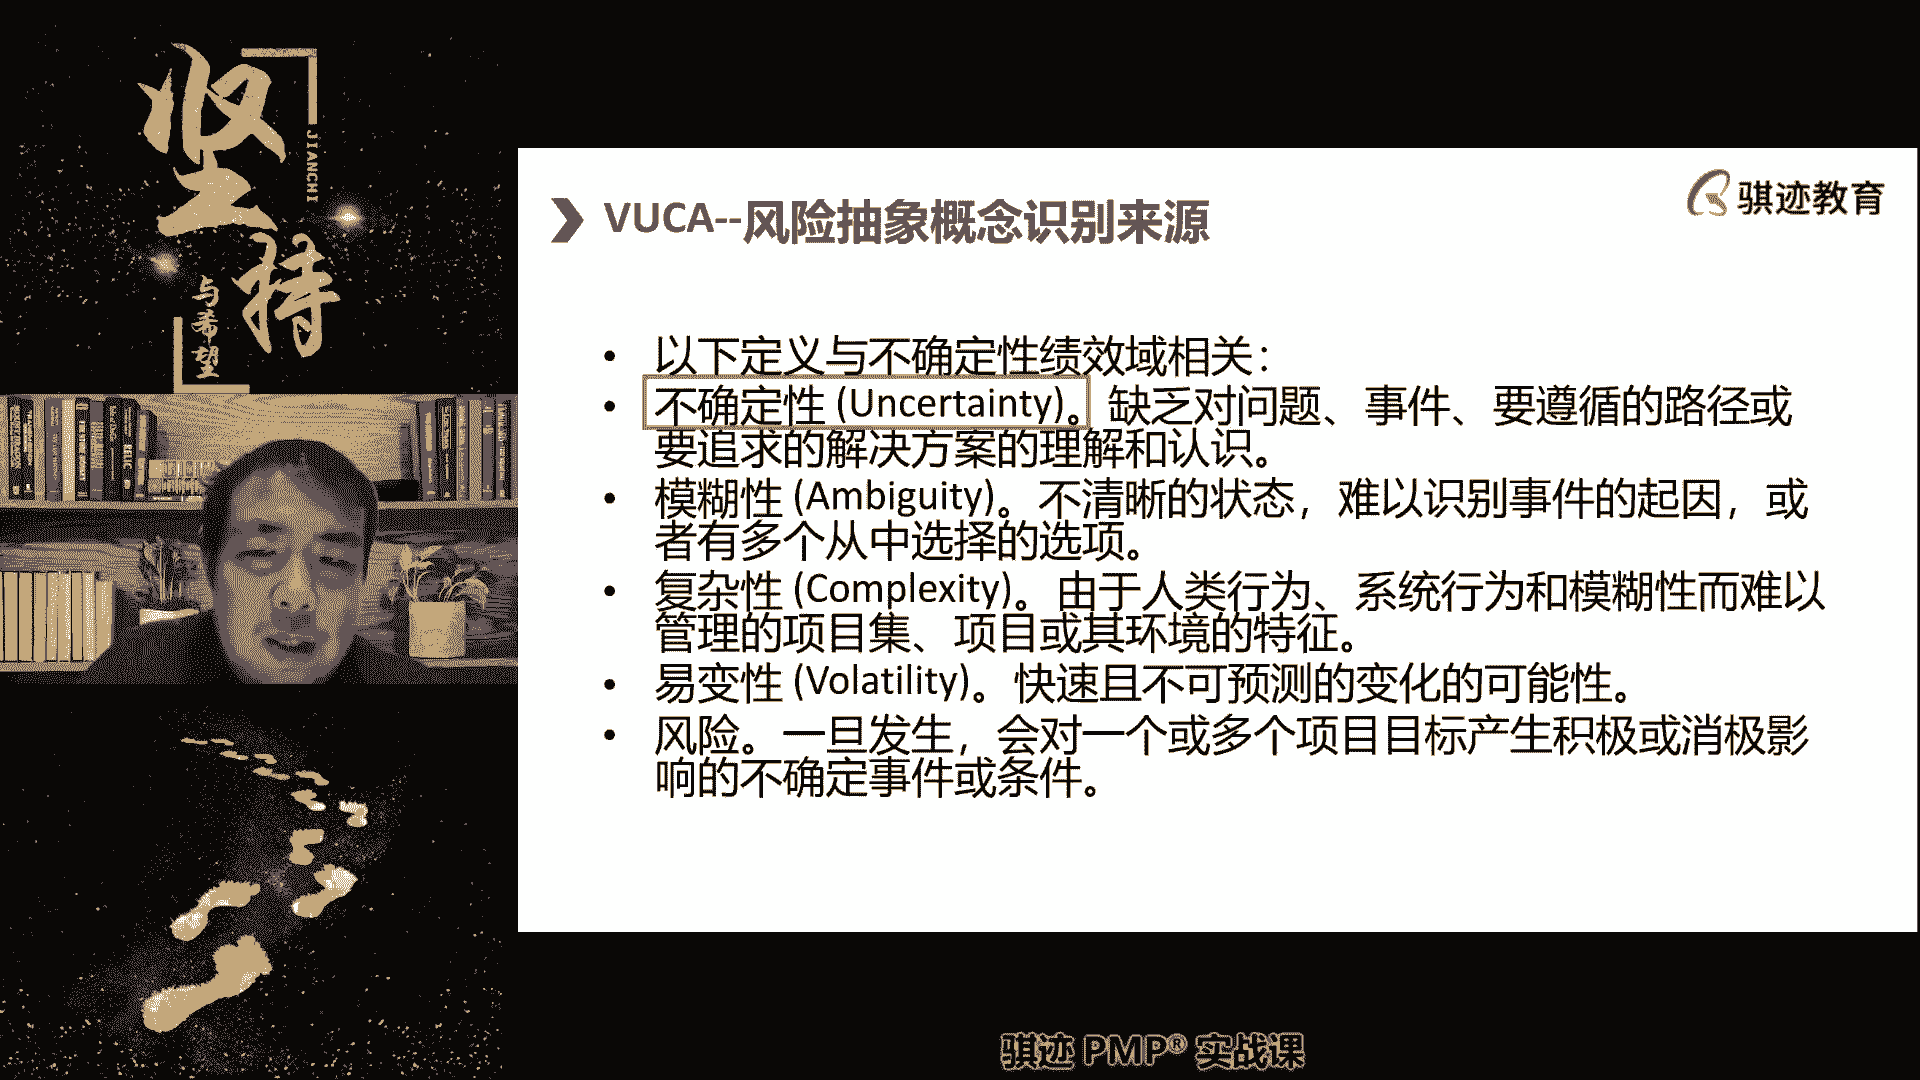 坚持
JIANCHI
与希望
骐迹教育
VUCA--风险抽象概念识别来源
• 以下定义与不确定性绩效域相关：
• 不确定性 (Uncertainty)。缺乏对问题、事件、要遵循的路径或
要追求的解决方案的理解和认识。
• 模糊性 (Ambiguity)。不清晰的状态，难以识别事件的起因，或
者有多个从中选择的选项。
• 复杂性 (Complexity)。由于人类行为、系统行为和模糊性而难以
管理的项目集、项目或其环境的特征。
• 易变性 (Volatility)。快速且不可预测的变化的可能性。
• 风险。一旦发生，会对一个或多个项目目标产生积极或消极影
响的不确定事件或条件。
骐迹 PMP® 实战课